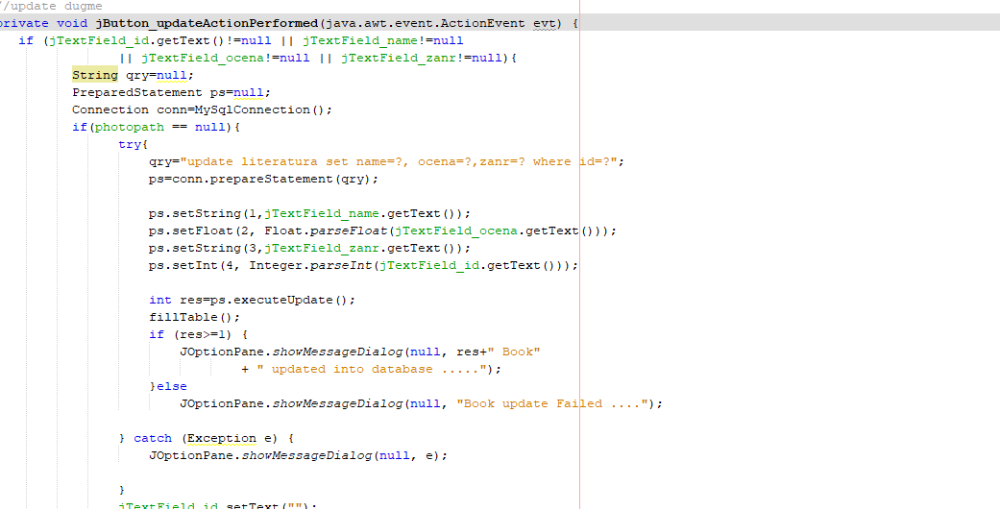 //update dugme
private void jButton_updateActionPerformed(java.awt.event.ActionEvent evt) {
if (jTextField_id.getText()!=null || jTextField_name!=null
|| jTextField_ocena!=null || jTextField_zanr!=null){
String qry=null;
PreparedStatement ps=null;
Connection conn=MySqlConnection();
if(photopath == null){
try{
qry="update literatura set name=?, ocena=?,zanr=? where id=?";
ps=conn.prepareStatement(qry);
ps.setString(1,jTextField_name.getText());
ps.setFloat(2, Float.parseFloat(jTextField_ocena.getText()));
ps.setString(3,jTextField_zanr.getText());
ps.setInt(4, Integer.parseInt(jTextField_id.getText()));
int res=ps.executeUpdate();
fillTable();
if (res>=1) {
JOptionPane.showMessageDialog(null, res+" Book"
+ " updated into database .....");
}else
JOptionPane.showMessageDialog(null, "Book update Failed ....");
} catch (Exception e) {
JOptionPane.showMessageDialog(null, e);
}
jTextField_id.setText("");